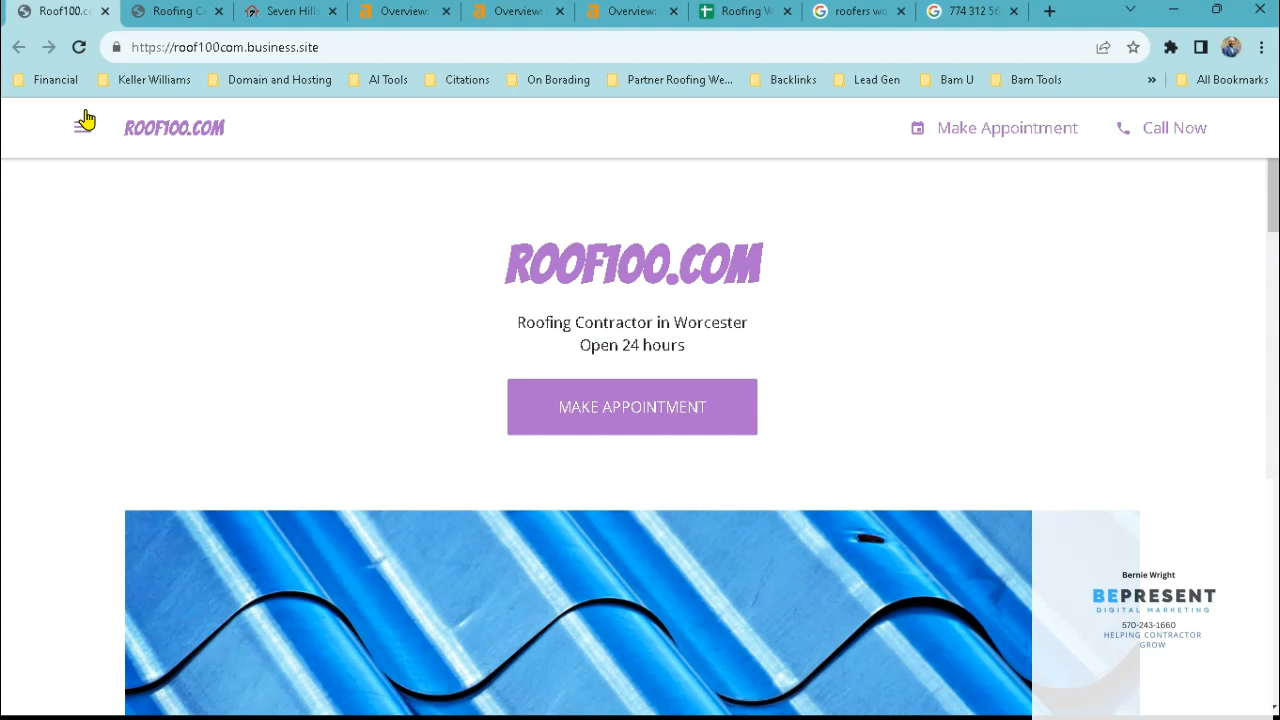 Roof100.co
Roofing C
Seven Hill
Overview:
Overview:
Overview:
Roofing W
roofers wo
774 312 56
https://roof100com.business.site
Financial
Keller Williams
Domain and Hosting
AI Tools
Citations
On Borading
Partner Roofing We...
Backlinks
Lead Gen
Bam U
Bam Tools
»
All Bookmarks
ROOF100.COM
Make Appointment
Call Now
ROOF100.COM
Roofing Contractor in Worcester
Open 24 hours
MAKE APPOINTMENT
Bernie Wright
BEPRESENT
DIGITAL MARKETING
570-243-1660
HELPING CONTRACTOR
GROW